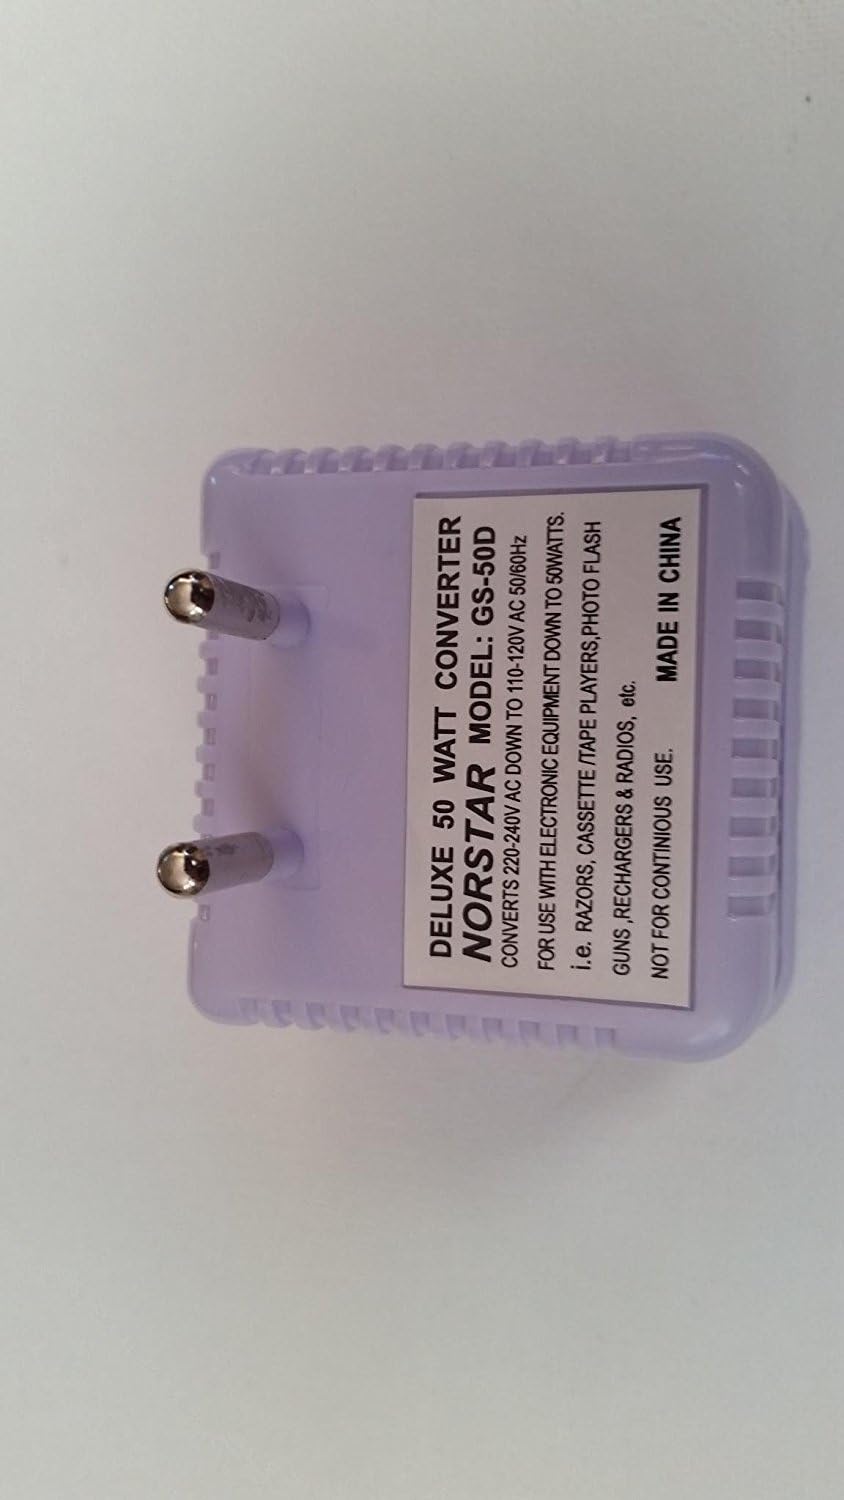 DELUXE 50 WATT CONVERTER
NORSTAR MODEL: GS-50D
CONVERTS 220-240V AC DOWN TO 110-120V AC 50/60Hz
FOR USE WITH ELECTRONIC EQUIPMENT DOWN TO 50WATTS.
i.e. RAZORS, CASSETTE /TAPE PLAYERS,PHOTO FLASH
GUNS ,RECHARGERS & RADIOS, etc.
NOT FOR CONTINIOUS USE. MADE IN CHINA